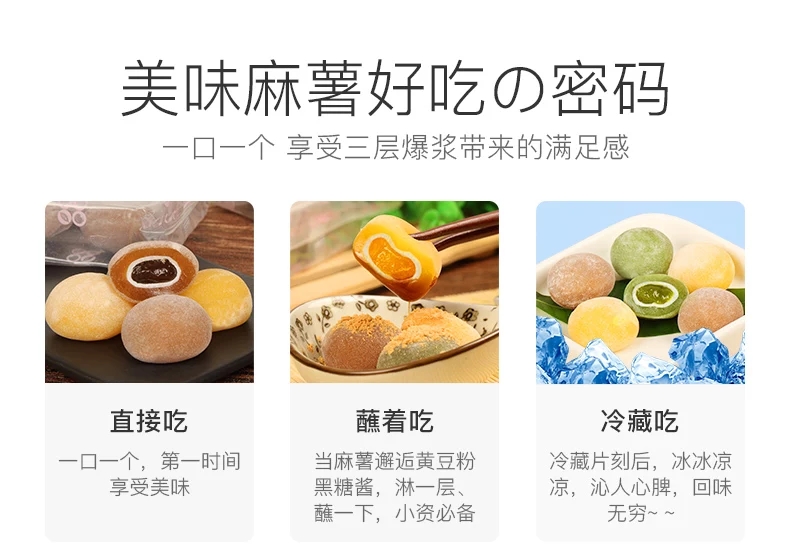 美味麻薯好吃の密码
一口一个 享受三层爆浆带来的满足感
直接吃
一口一个，第一时间
享受美味
蘸着吃
当麻薯邂逅黄豆粉
黑糖酱，淋一层、
蘸一下，小资必备
冷藏吃
冷藏片刻后，冰冰凉
凉，沁人心脾，回味
无穷~ ~